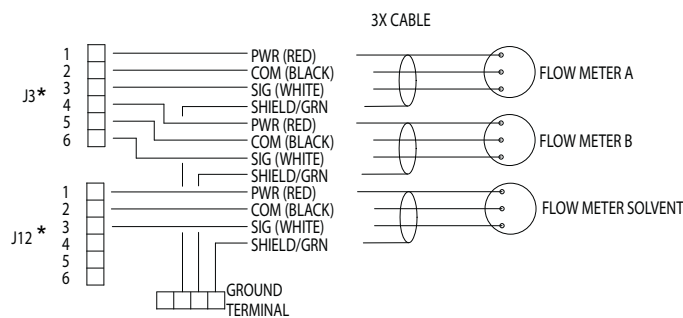 3X CABLE
J3*
1
2
3
4
5
6
PWR (RED)
COM (BLACK)
SIG (WHITE)
SHIELD/GRN
PWR (RED)
COM (BLACK)
SIG (WHITE)
SHIELD/GRN
FLOW METER A
FLOW METER B
J12*
1
2
3
4
5
6
PWR (RED)
COM (BLACK)
SIG (WHITE)
SHIELD/GRN
FLOW METER SOLVENT
GROUND
TERMINAL